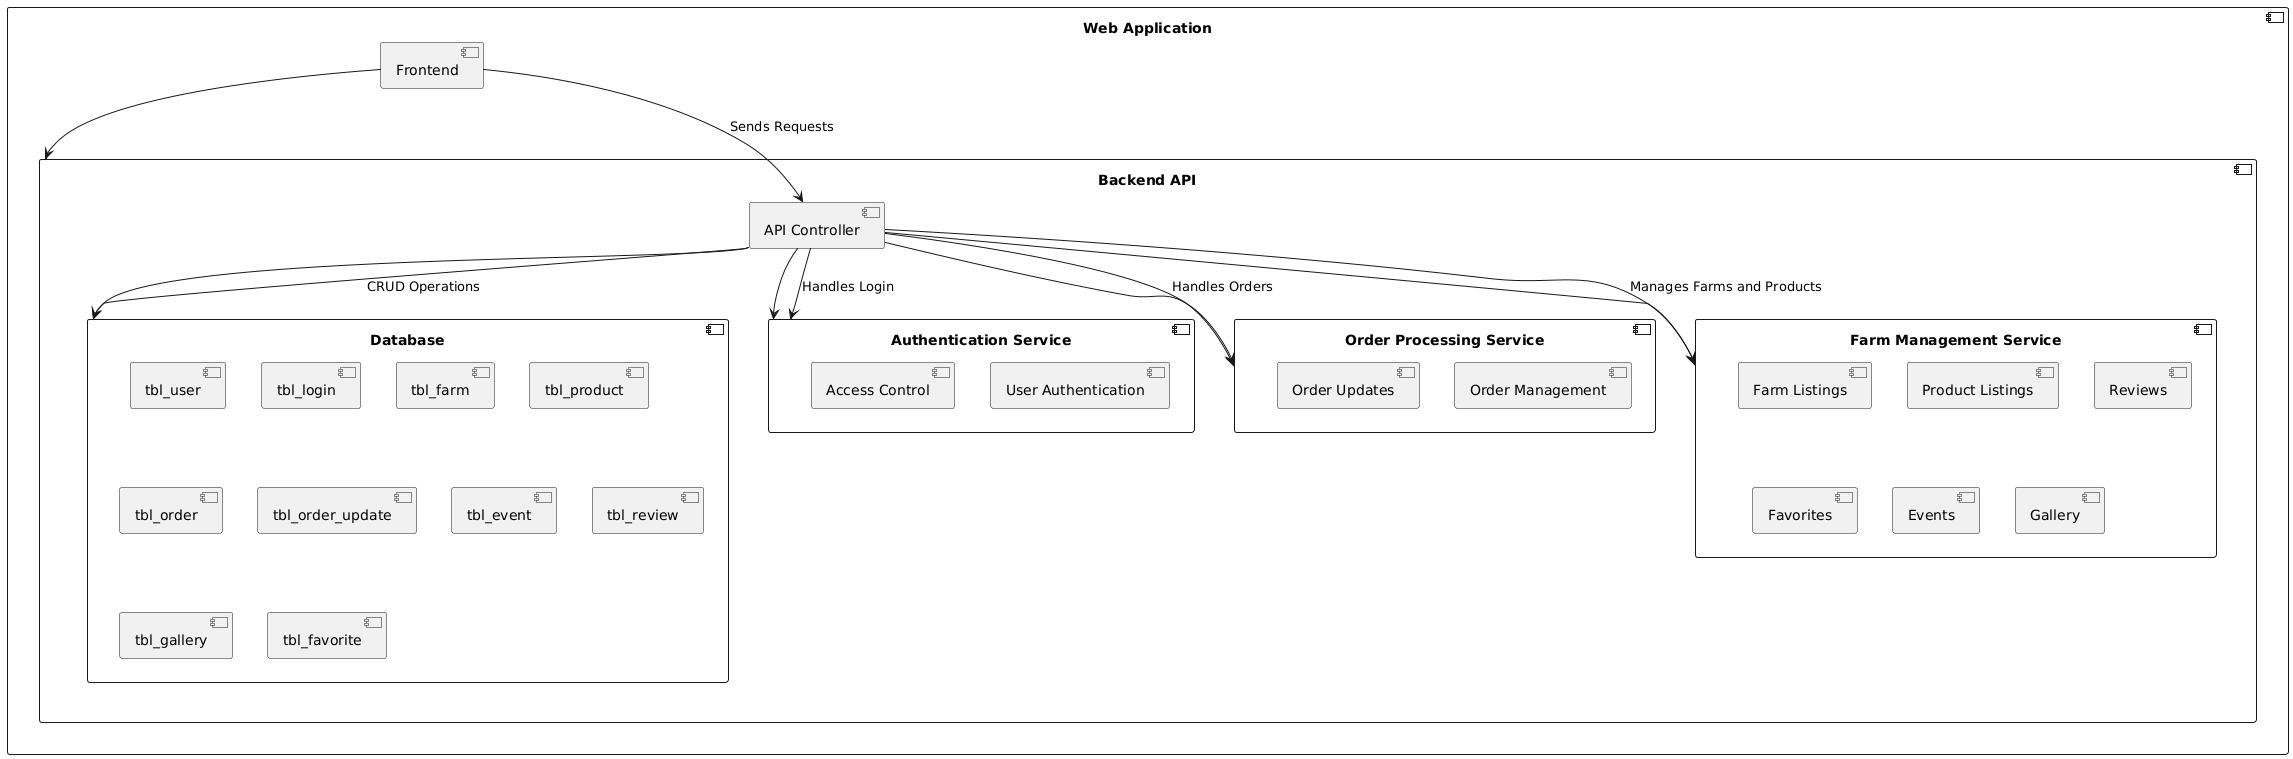 Web Application
Frontend
Sends Requests
Backend API
API Controller
CRUD Operations
Handles Login
Handles Orders
Manages Farms and Products
Database
tbl_user
tbl_login
tbl_farm
tbl_product
tbl_order
tbl_order_update
tbl_event
tbl_review
tbl_gallery
tbl_favorite
Authentication Service
Access Control
User Authentication
Order Processing Service
Order Updates
Order Management
Farm Management Service
Farm Listings
Product Listings
Reviews
Favorites
Events
Gallery